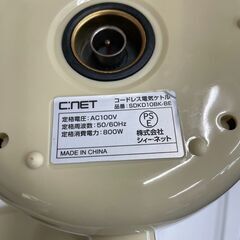 C:NET
コードレス電気ケトル
品番：SDKD10BK-BE
定格電圧：AC100V
定格周波数：50/60Hz
定格消費電力：800W
MADE IN CHINA
PS
E
株式会社
シィー・ネット